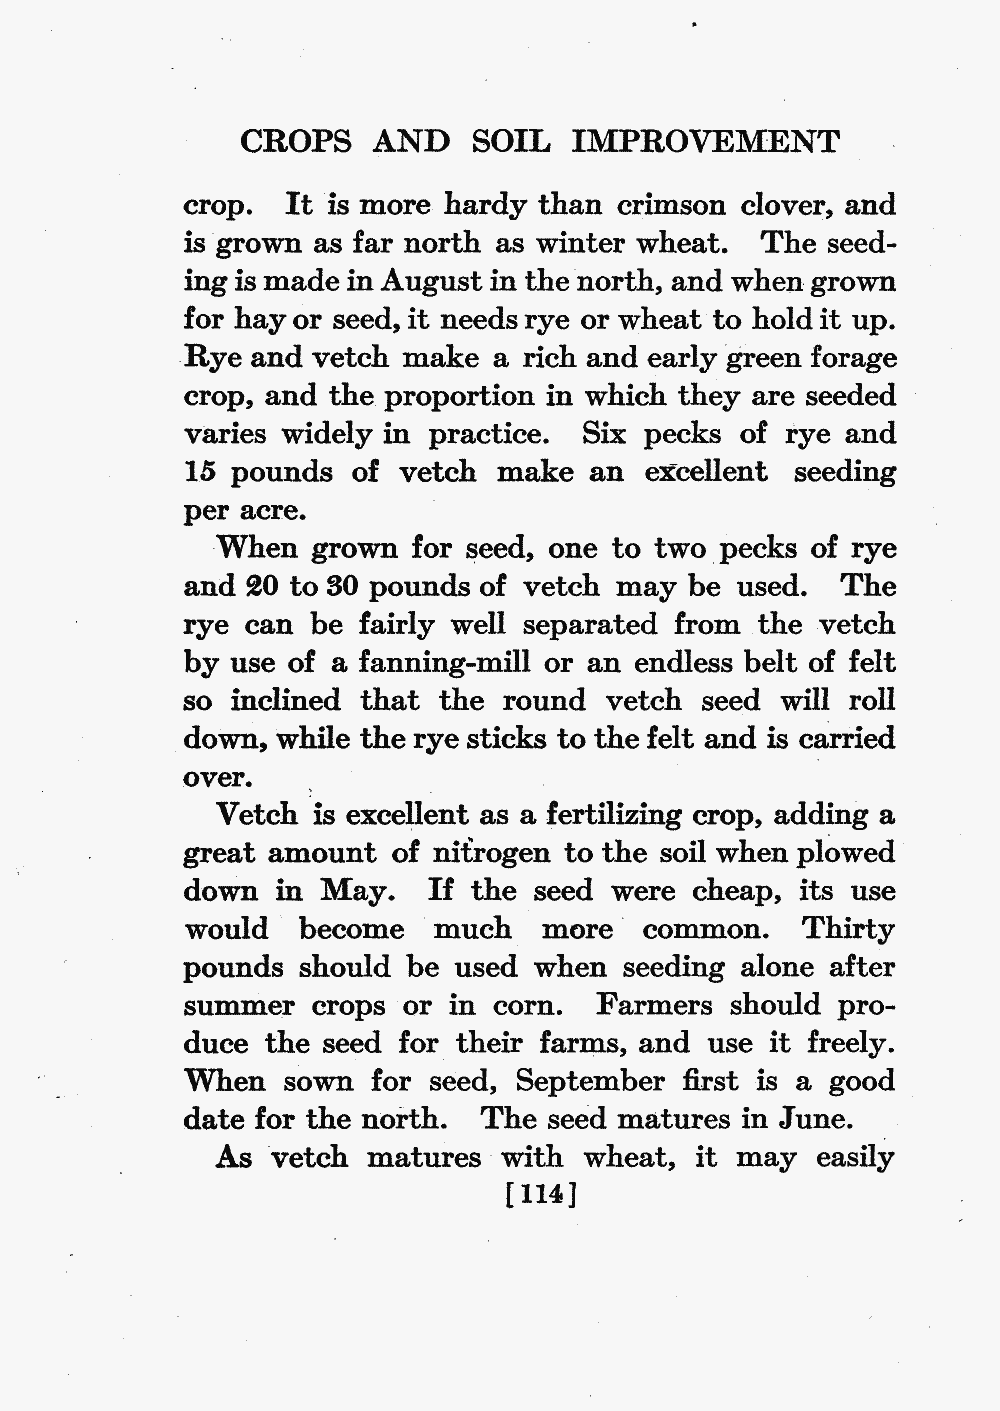 CROPS AND SOIL IMPROVEMENT
crop. It is more hardy than crimson clover, and
is grown as far north as winter wheat. The seed-
ing is made in August in the north, and when grown
for hay or seed, it needs rye or wheat to hold it up.
Rye and vetch make a rich and early green forage
crop, and the proportion in which they are seeded
varies widely in practice. Six pecks of rye and
15 pounds of vetch make an excellent seeding
per acre.
When grown for seed, one to two pecks of rye
and 20 to 30 pounds of vetch may be used. The
rye can be fairly well separated from the vetch
by use of a fanning-mill or an endless belt of felt
so inclined that the round vetch seed will roll
down, while the rye sticks to the felt and is carried
over.
Vetch is excellent as a fertilizing crop, adding a
great amount of nitrogen to the soil when plowed
down in May. If the seed were cheap, its use
would become much more common. Thirty
pounds should be used when seeding alone after
summer crops or in corn. Farmers should pro-
duce the seed for their farms, and use it freely.
When sown for seed, September first is a good
date for the north. The seed matures in June.
As vetch matures with wheat, it may easily
[114]